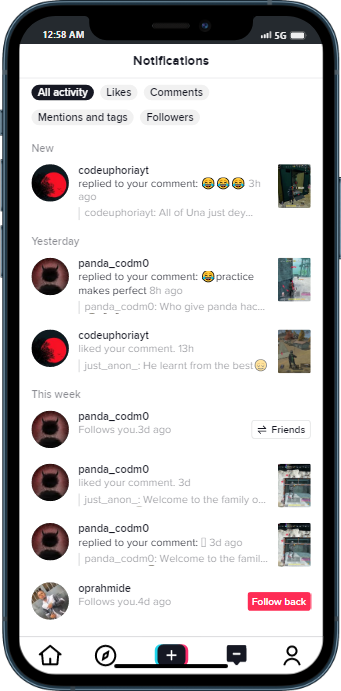 12:58 AM
5G
Notifications
All activity
Likes
Comments
Mentions and tags
Followers
New
codeuphoriayt
replied to your comment: 😂😂😂 3h
ago
codeuphoriayt: All of Una just dey...
Yesterday
panda_codm0
replied to your comment: 😂practice
makes perfect 8h ago
panda_codm0: Who give panda hac...
codeuphoriayt
liked your comment. 13h
just_anon_: He learnt from the best😊
This week
panda_codm0
Follows you.3d ago
Friends
panda_codm0
liked your comment. 3d
just_anon_: Welcome to the family o...
panda_codm0
replied to your comment: 3d ago
panda_codm0: Welcome to the famil...
oprahmide
Follows you.4d ago
Follow back